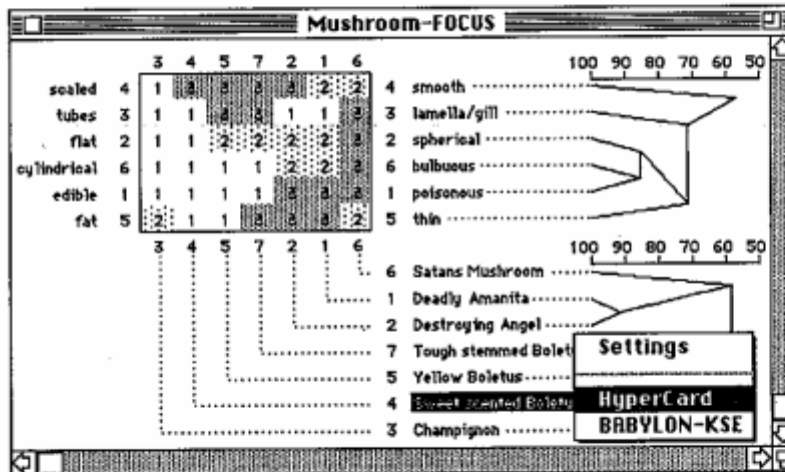 Mushroom-FOCUS
3 4 5 7 2 1 6
100 90 80 70 60 50
scaled 4 1 3 3 3 3 2 2 4 smooth
tubes 3 1 1 3 3 1 1 3 3 lamella/gill
flat 2 1 1 2 2 2 2 3 2 spherical
cylindrical 6 1 1 1 1 2 2 3 6 bulbuous
edible 1 1 1 1 1 3 3 3 1 poisonous
fat 5 2 1 1 3 3 3 2 5 thin
3 4 5 7 2 1 6
100 90 80 70 60 50
6 Satans Mushroom
1 Deadly Amanita
2 Destroying Angel
7 Tough stemmed Boletu
5 Yellow Boletus
4 Sweet scented Boletu
3 Champignon
Settings
HyperCard
BABYLON-KSE